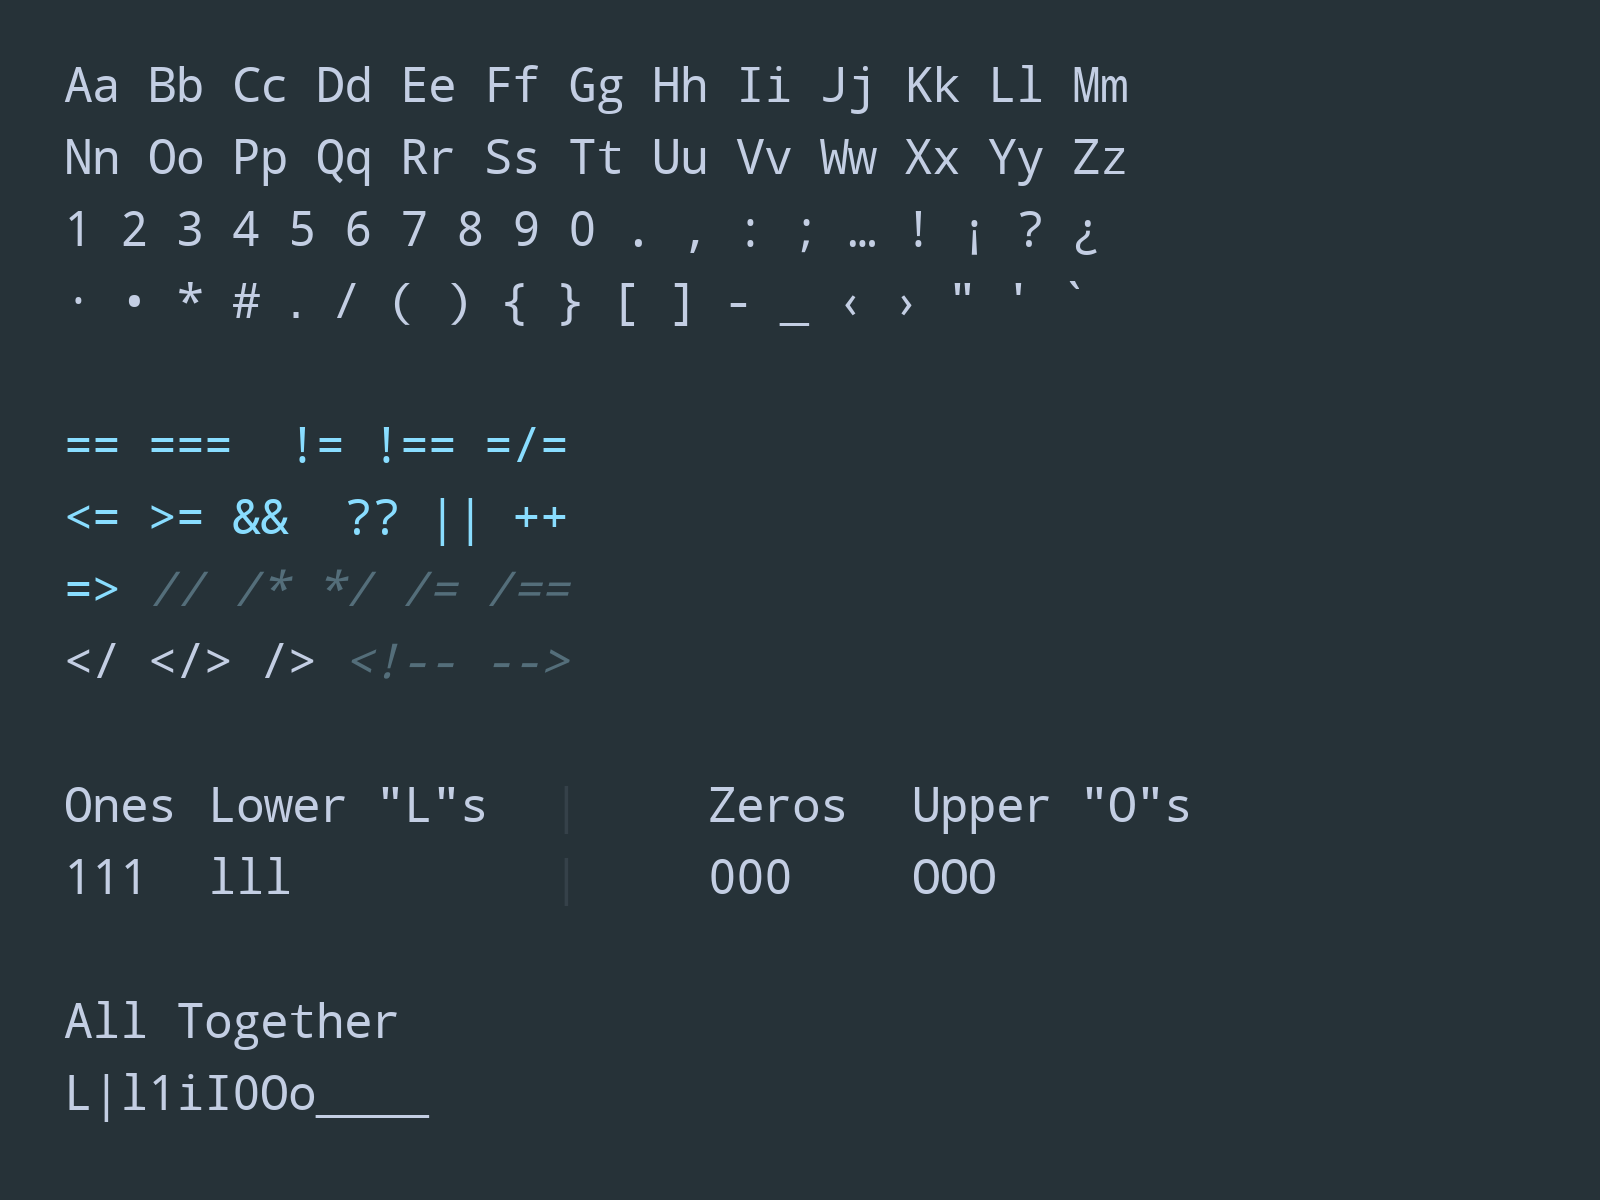 Aa Bb Cc Dd Ee Ff Gg Hh Ii Jj Kk Ll Mm
Nn Oo Pp Qq Rr Ss Tt Uu Vv Ww Xx Yy Zz
1 2 3 4 5 6 7 8 9 0 . , : ; … ! ¡ ? ¿
· • * # . / ( ) { } [ ] - _ ‹ › " ' `
== ===  != !== =/=
<= >= &&  ?? || ++
=> // /* */ /= /==
</ </> /> <!-- -->
Ones Lower "L"s | Zeros Upper "O"s
111 lll | 000 OOO
All Together
L|l1iI0Oo____